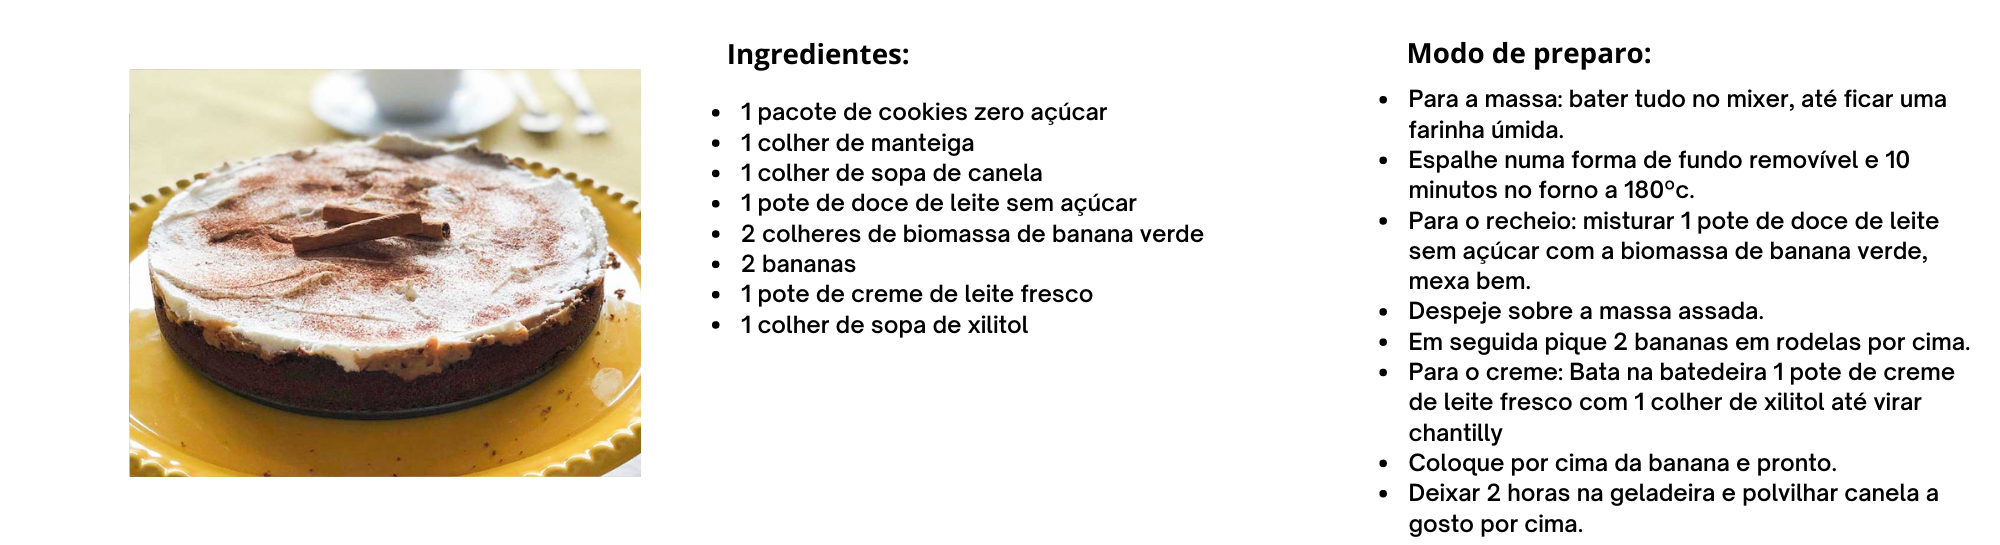 Ingredientes:
• 1 pacote de cookies zero açúcar
• 1 colher de manteiga
• 1 colher de sopa de canela
• 1 pote de doce de leite sem açúcar
• 2 colheres de biomassa de banana verde
• 2 bananas
• 1 pote de creme de leite fresco
• 1 colher de sopa de xilitol
Modo de preparo:
• Para a massa: bater tudo no mixer, até ficar uma
farinha úmida.
• Espalhe numa forma de fundo removível e 10
minutos no forno a 180ºc.
• Para o recheio: misturar 1 pote de doce de leite
sem açúcar com a biomassa de banana verde,
mexa bem.
• Despeje sobre a massa assada.
• Em seguida pique 2 bananas em rodelas por cima.
• Para o creme: Bata na batedeira 1 pote de creme
de leite fresco com 1 colher de xilitol até virar
chantilly
• Coloque por cima da banana e pronto.
• Deixar 2 horas na geladeira e polvilhar canela a
gosto por cima.